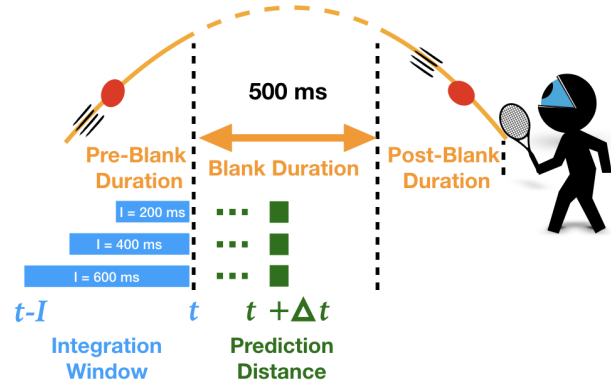 500 ms
Pre-Blank
Duration
Blank Duration
Post-Blank
Duration
I = 200 ms
I = 400 ms
I = 600 ms
t-I
t
t + Δ t
Integration
Window
Prediction
Distance